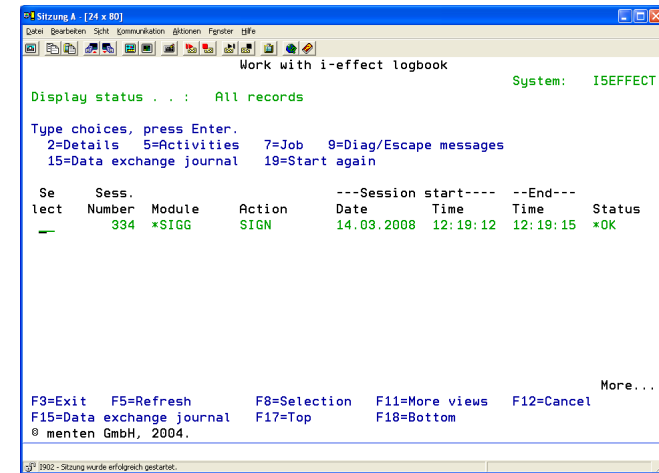 Sitzung A - [24 x 80]
Datei Bearbeiten Sicht Kommunikation Aktionen Fenster Hilfe
Work with i-effect logbook
System: I5EFFECT
Display status . . : All records
Type choices, press Enter.
2=Details 5=Activities 7=Job 9=Diag/Escape messages
15=Data exchange journal 19=Start again
Se Sess. ---Session start---- --End---
lect Number Module Action Date Time Time Status
__ 334 *SIGG SIGN 14.03.2008 12:19:12 12:19:15 *OK
More...
F3=Exit F5=Refresh F8=Selection F11=More views F12=Cancel
F15=Data exchange journal F17=Top F18=Bottom
© menten GmbH, 2004.
I902 - Sitzung wurde erfolgreich gestartet.